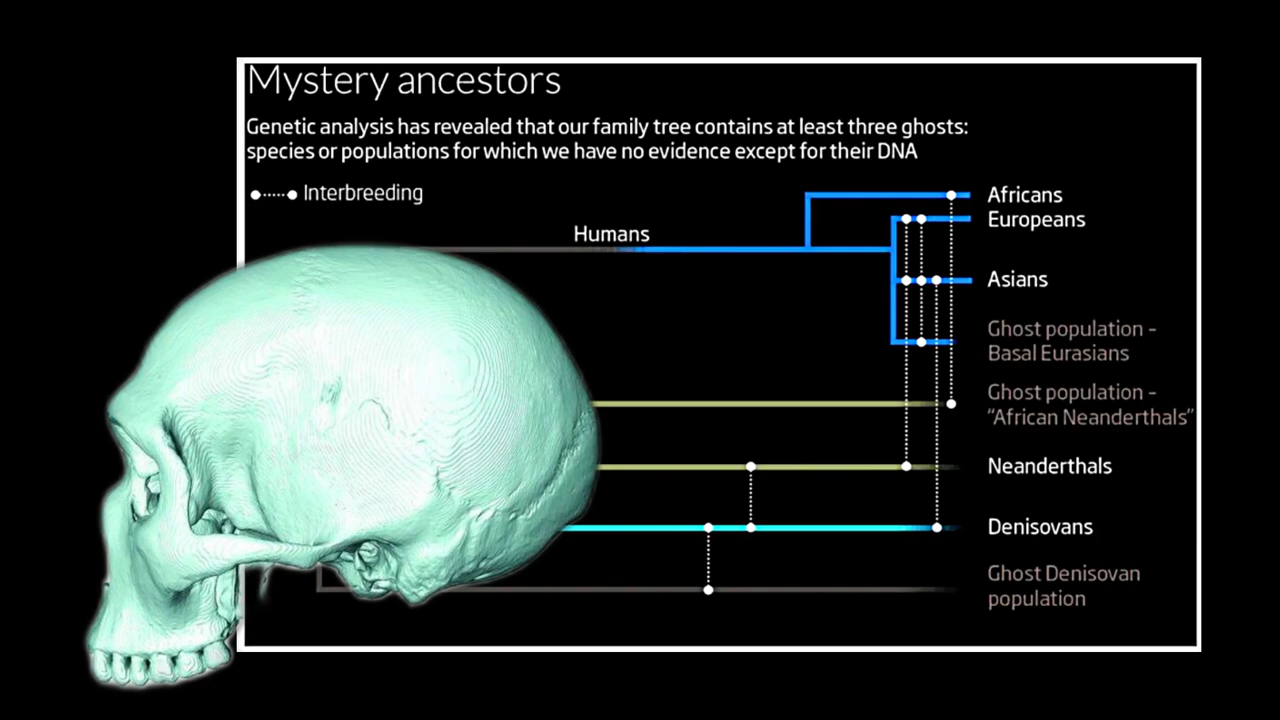 Mystery ancestors
Genetic analysis has revealed that our family tree contains at least three ghosts:
species or populations for which we have no evidence except for their DNA
Interbreeding
Humans
Africans
Europeans
Asians
Ghost population –
Basal Eurasians
Ghost population –
“African Neanderthals”
Neanderthals
Denisovans
Ghost Denisovan
population